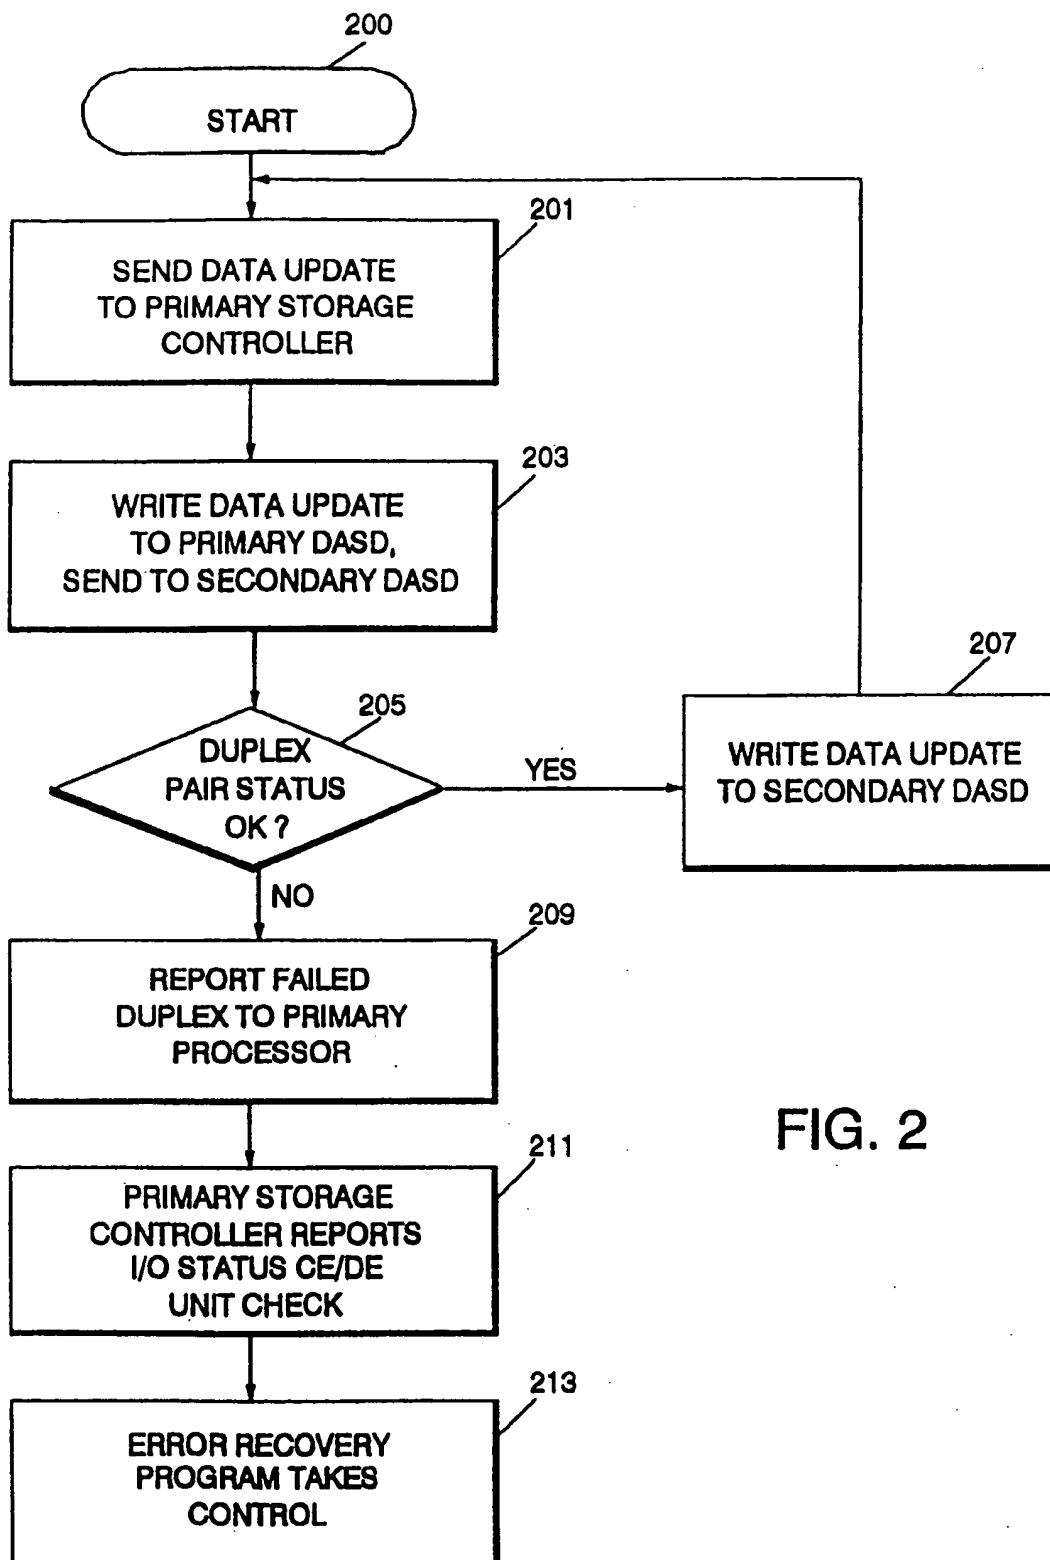 200
START
201
SEND DATA UPDATE
TO PRIMARY STORAGE
CONTROLLER
203
WRITE DATA UPDATE
TO PRIMARY DASD,
SEND TO SECONDARY DASD
205
DUPLEX
PAIR STATUS
OK ?
YES
207
WRITE DATA UPDATE
TO SECONDARY DASD
NO
209
REPORT FAILED
DUPLEX TO PRIMARY
PROCESSOR
FIG. 2
211
PRIMARY STORAGE
CONTROLLER REPORTS
I/O STATUS CE/DE
UNIT CHECK
213
ERROR RECOVERY
PROGRAM TAKES
CONTROL